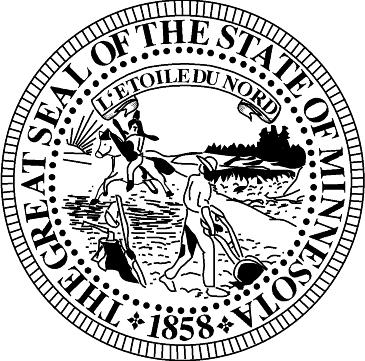 THE GREAT SEAL OF THE STATE OF MINNESOTA
L'ETOILE DU NORD
1858